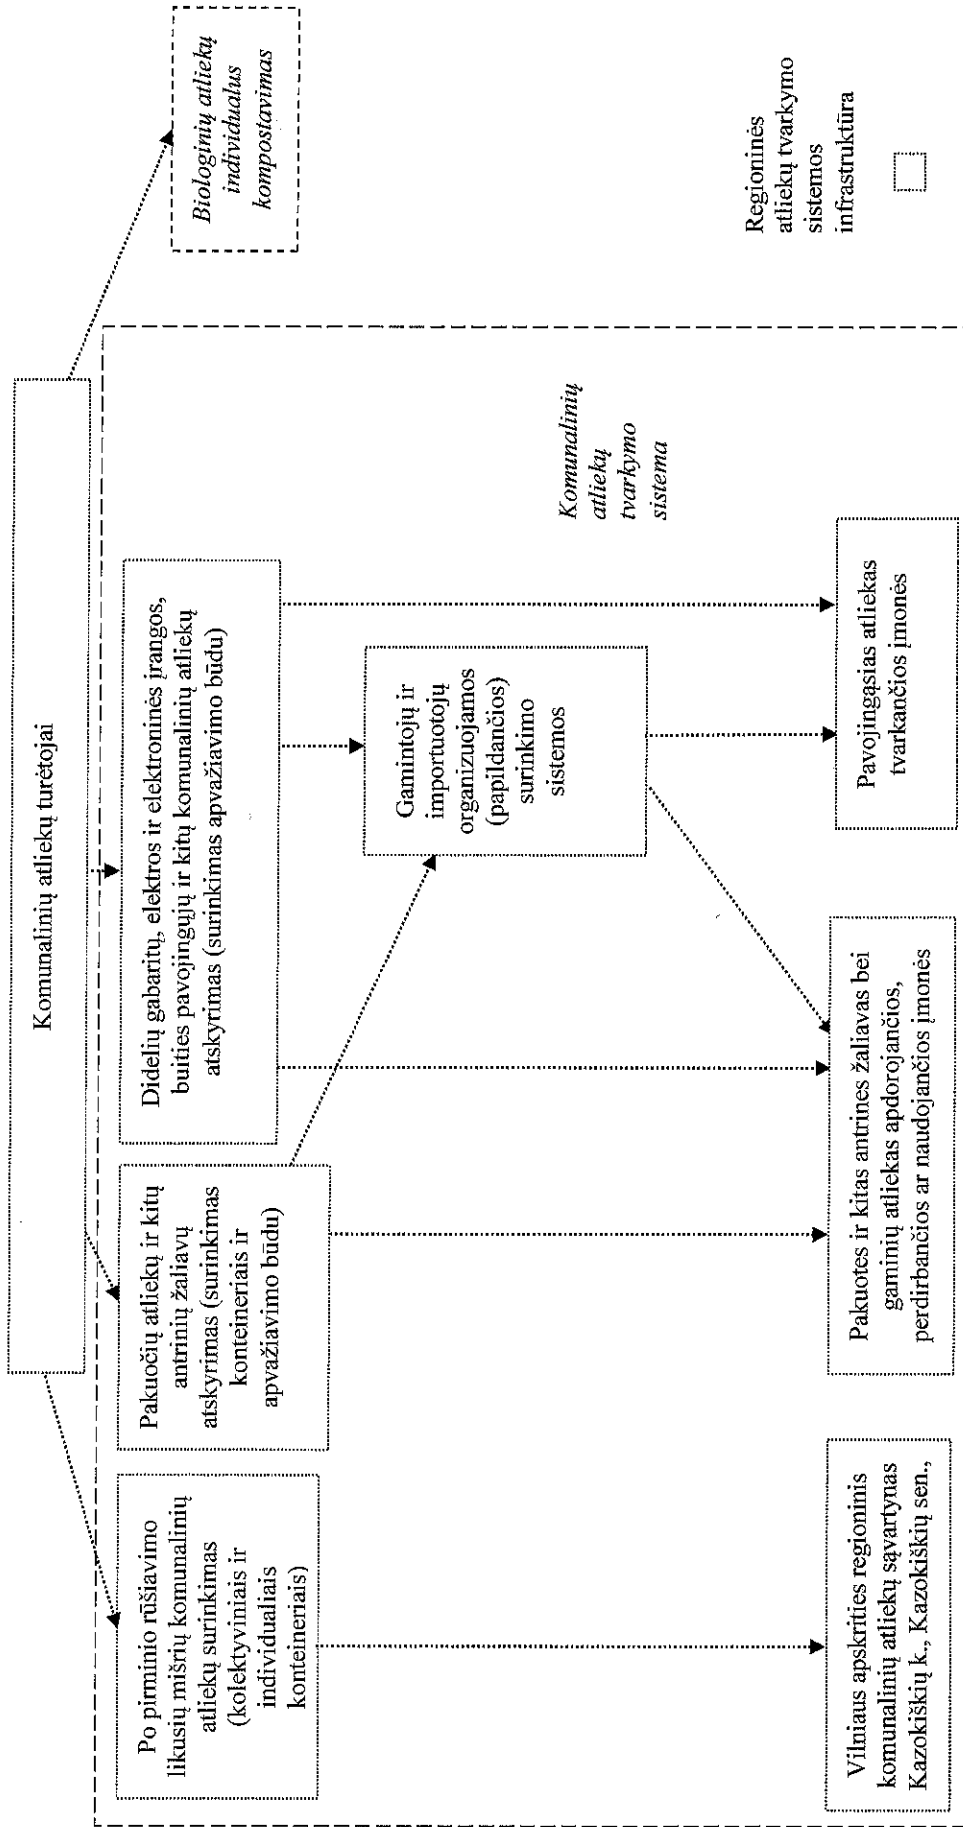 Komunalinių atliekų turėtojai
Biologinių atliekų
individualus
kompostavimas
Po pirminio rūšiavimo
likusių mišrių komunalinių
atliekų surinkimas
(kolektyviniais ir
individualiais
konteineriais)
Pakuočių atliekų ir kitų
antrinių žaliavų
atskyrimas (surinkimas
konteineriais ir
apvažiavimo būdu)
Didelių gabaritų, elektros ir elektroninės įrangos,
buities pavojingųjų ir kitų komunalinių atliekų
atskyrimas (surinkimas apvažiavimo būdu)
Gamintojų ir
importuotojų
organizuojamos
(papildančios)
surinkimo
sistemos
Komunalinių
atliekų
tvarkymo
sistema
Vilniaus apskrities regioninis
komunalinių atliekų sąvartynas
Kazokiškių k., Kazokiškių sen.,
Pakuotes ir kitas antrines žaliavas bei
gaminių atliekas apdorojančios,
perdirbančios ar naudojančios įmonės
Pavojingąsias atliekas
tvarkančios įmonės
Regioninės
atliekų tvarkymo
sistemos
infrastruktūra